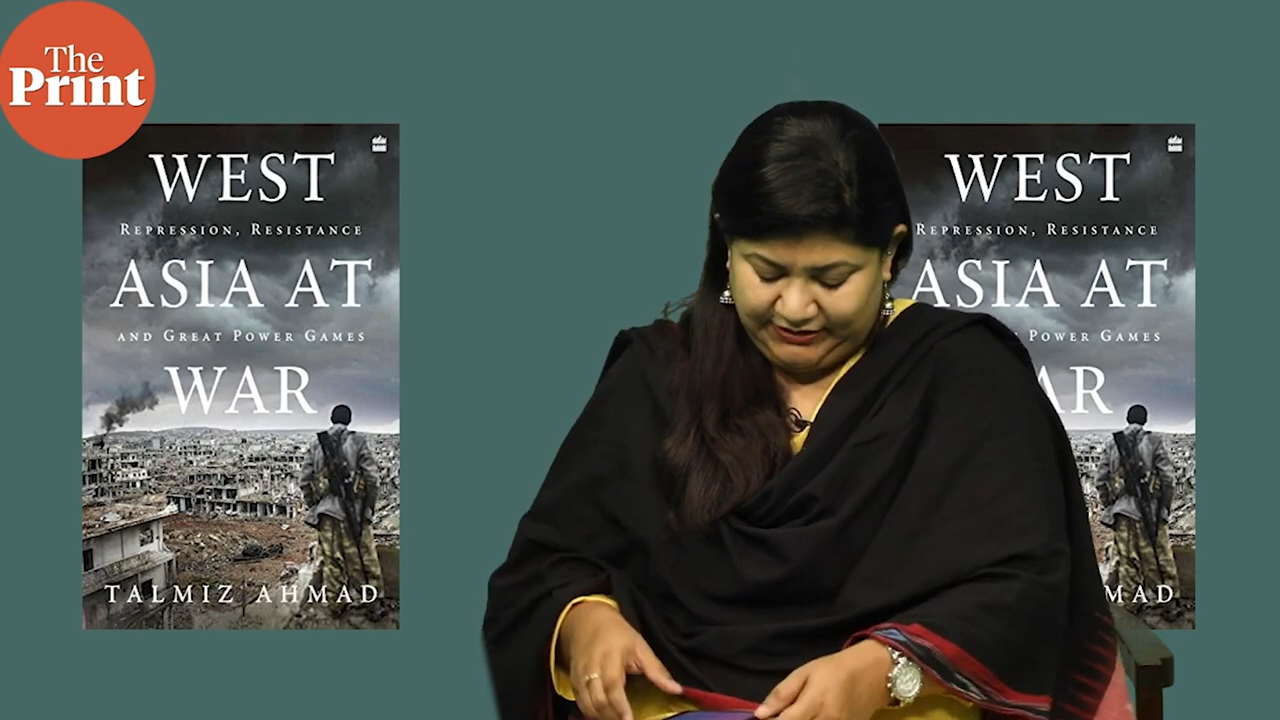 The
Print
WEST
REPRESSION, RESISTANCE
ASIA AT
AND GREAT POWER GAMES
WAR
TALMIZ AHMAD
WEST
REPRESSION, RESISTANCE
ASIA AT
POWER GAMES
AR
MAD